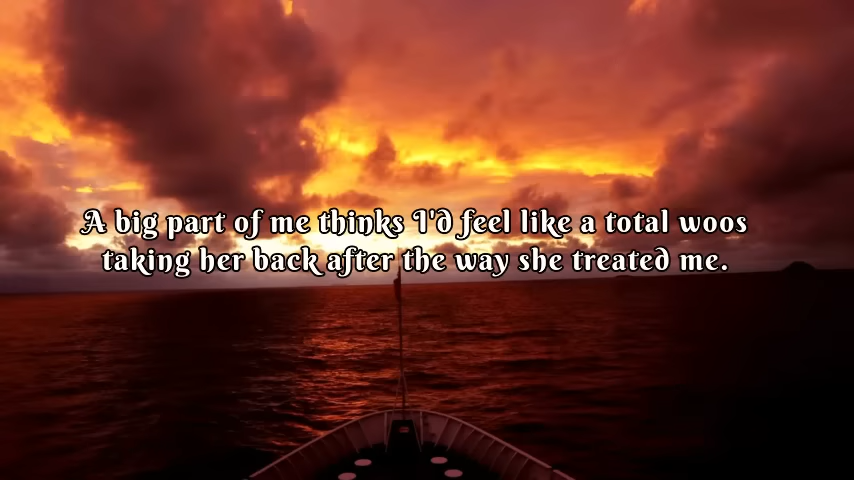 A big part of me thinks I'd feel like a total woos
taking her back after the way she treated me.